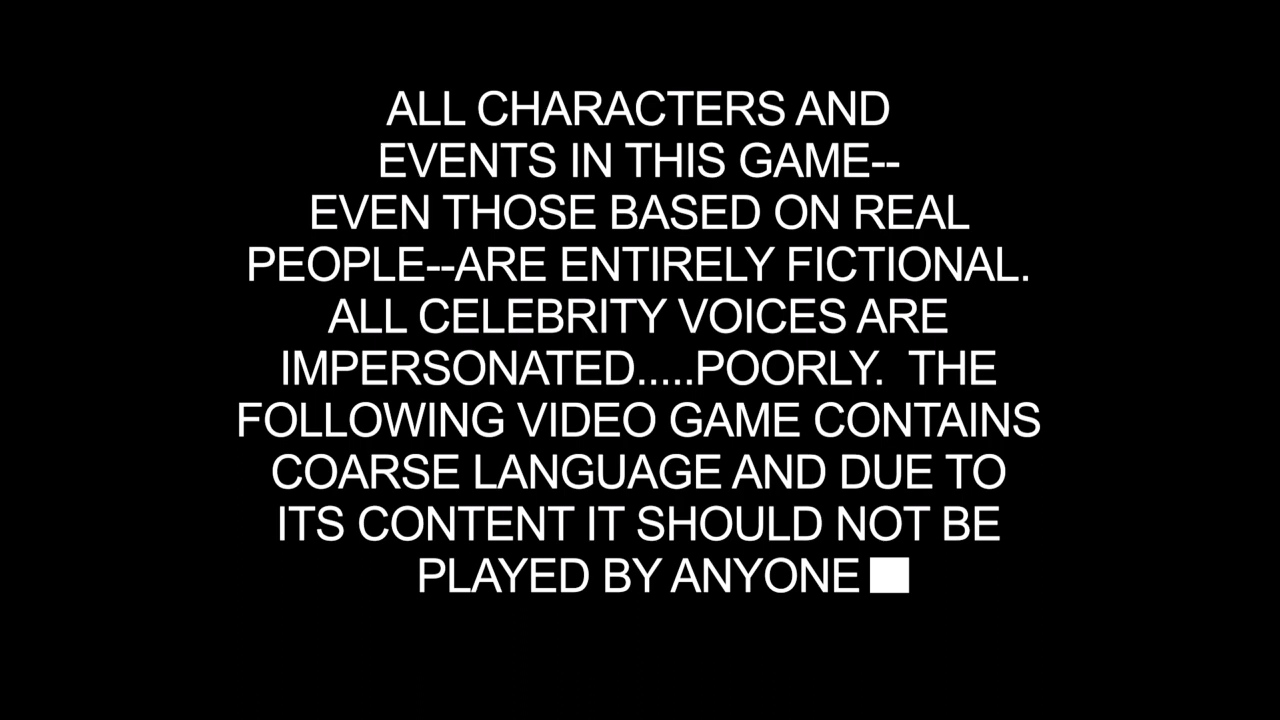 ALL CHARACTERS AND
EVENTS IN THIS GAME--
EVEN THOSE BASED ON REAL
PEOPLE--ARE ENTIRELY FICTIONAL.
ALL CELEBRITY VOICES ARE
IMPERSONATED.....POORLY.  THE
FOLLOWING VIDEO GAME CONTAINS
COARSE LANGUAGE AND DUE TO
ITS CONTENT IT SHOULD NOT BE
PLAYED BY ANYONE